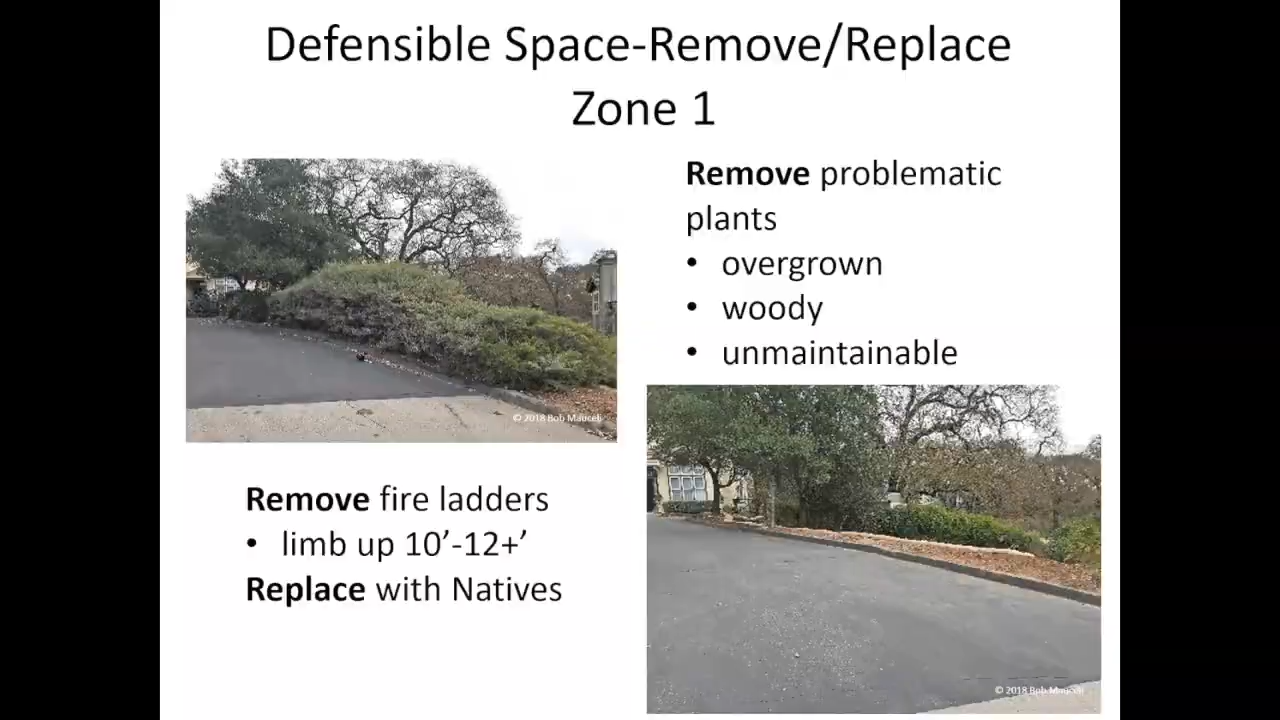 Defensible Space-Remove/Replace
Zone 1
Remove problematic
plants
• overgrown
• woody
• unmaintainable
© 2018 Bob Mauceli
Remove fire ladders
• limb up 10’-12+’
Replace with Natives
© 2018 Bob Mauceli